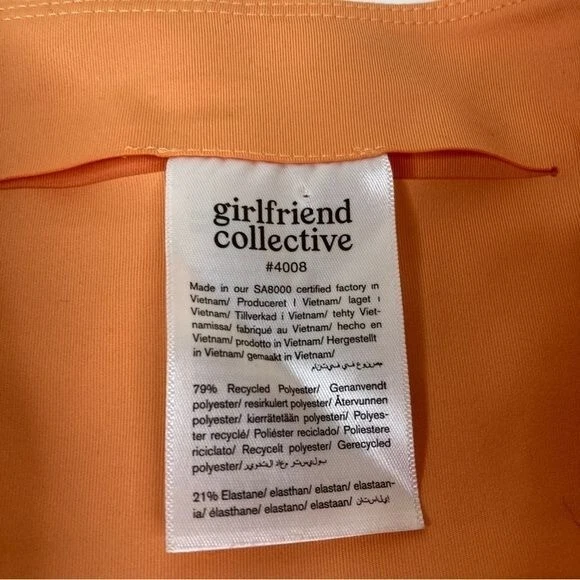 girlfriend
collective
#4008
Made in our SA8000 certified factory in
Vietnam/ Produceret i Vietnam/ laget i
Vietnam/ Tillverkad i Vietnam/ tehty Viet-
namissa/ fabriqué au Vietnam/ hecho en
Vietnam/ prodotto in Vietnam/ Hergestellt
in Vietnam/ gemaakt in Vietnam/
79% Recycled Polyester/ Genanvendt
polyester/ resirkulert polyester/ Återvunnen
polyester/ kierrätetään polyesteri/ Polyes-
ter recyclé/ Poliéster reciclado/ Poliestere
riciclato/ Recycelt polyester/ Gerecycled
polyester/
21% Elastane/ elasthan/ elastan/ elastaan-
ia/ élasthane/ elastano/ elastaan/